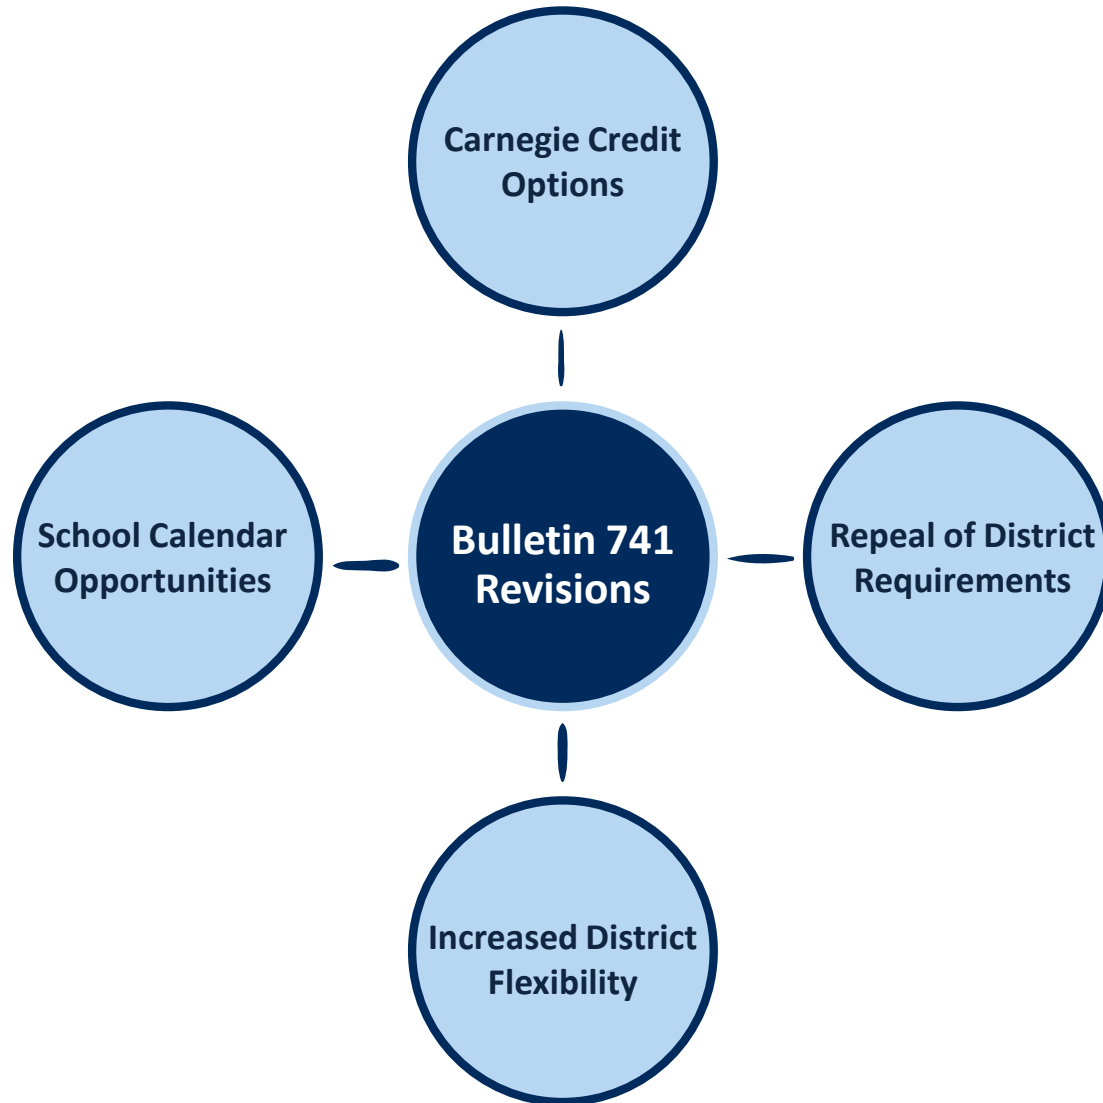 Carnegie Credit
Options
School Calendar
Opportunities
Bulletin 741
Revisions
Repeal of District
Requirements
Increased District
Flexibility